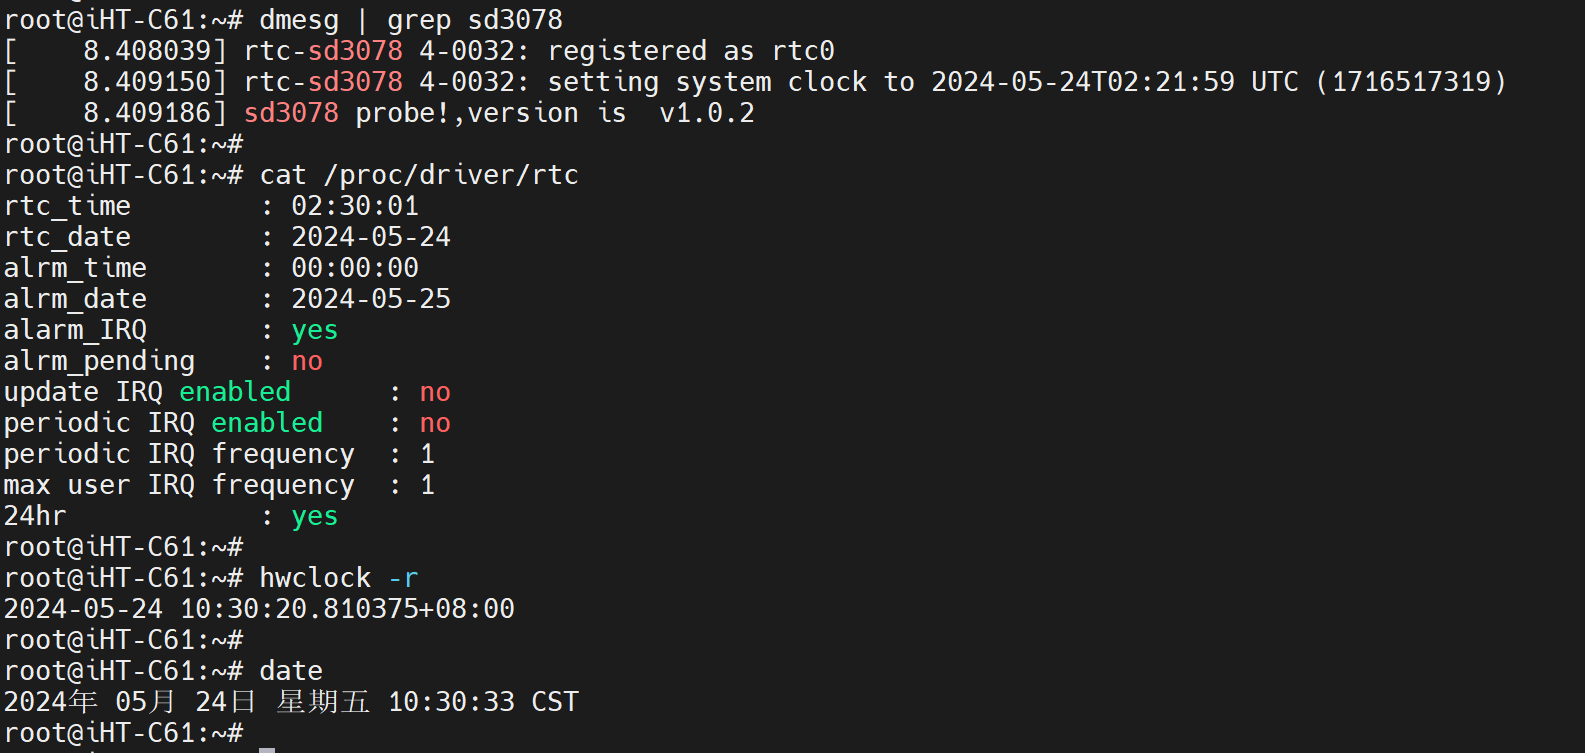 root@iHT-C61:~# dmesg | grep sd3078
[    8.408039] rtc-sd3078 4-0032: registered as rtc0
[    8.409150] rtc-sd3078 4-0032: setting system clock to 2024-05-24T02:21:59 UTC (1716517319)
[    8.409186] sd3078 probe!,version is  v1.0.2
root@iHT-C61:~#
root@iHT-C61:~# cat /proc/driver/rtc
rtc_time        : 02:30:01
rtc_date        : 2024-05-24
alrm_time       : 00:00:00
alrm_date       : 2024-05-25
alarm_IRQ       : yes
alrm_pending    : no
update IRQ enabled      : no
periodic IRQ enabled    : no
periodic IRQ frequency  : 1
max user IRQ frequency  : 1
24hr            : yes
root@iHT-C61:~#
root@iHT-C61:~# hwclock -r
2024-05-24 10:30:20.810375+08:00
root@iHT-C61:~#
root@iHT-C61:~# date
2024年 05月 24日 星期五 10:30:33 CST
root@iHT-C61:~#